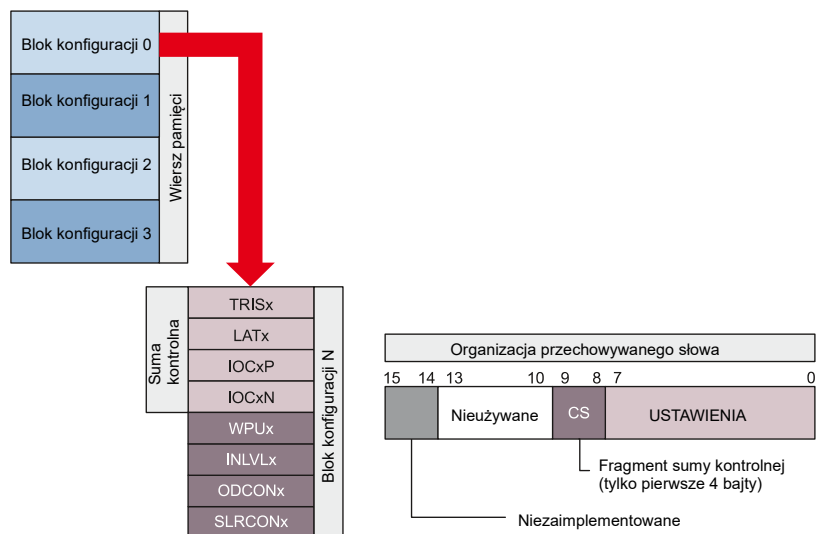 Blok konfiguracji 0
Blok konfiguracji 1
Blok konfiguracji 2
Blok konfiguracji 3
Wiersz pamięci
Suma
kontrolna
TRISx
LATx
IOCxP
IOCxN
WPUx
INLVLx
ODCONx
SLRCONx
Blok konfiguracji N
Organizacja przechowywanego słowa
15 14 13 10 9 8 7 0
Nieużywane CS USTAWIENIA
Fragment sumy kontrolnej
(tylko pierwsze 4 bajty)
Niezaimplementowane